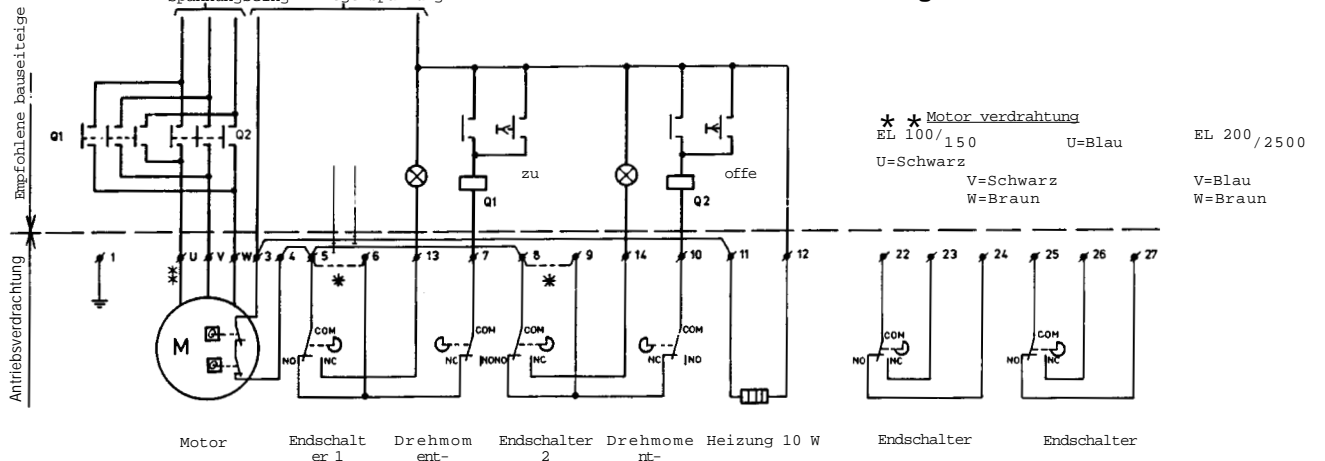 Empfohlene bauseiteige
Antriebsverdrachtung
Q1
Q2
zu
Q1
offe
Q2
* * Motor verdrahtung
EL 100/150 U=Blau EL 200/2500
U=Schwarz
V=Schwarz V=Blau
W=Braun W=Braun
1 U V W 3 4 5 6 13 7 8 9 14 10 11 12 22 23 24 25 26 27
** * *
M
COM COM COM COM COM COM
NO NC NC NO NO NC NC NO NO NC NO NC
Motor
Endschalt
er 1
Drehmom
ent-
Endschalter
2
Drehmome
nt-
Heizung 10 W
Endschalter
Endschalter